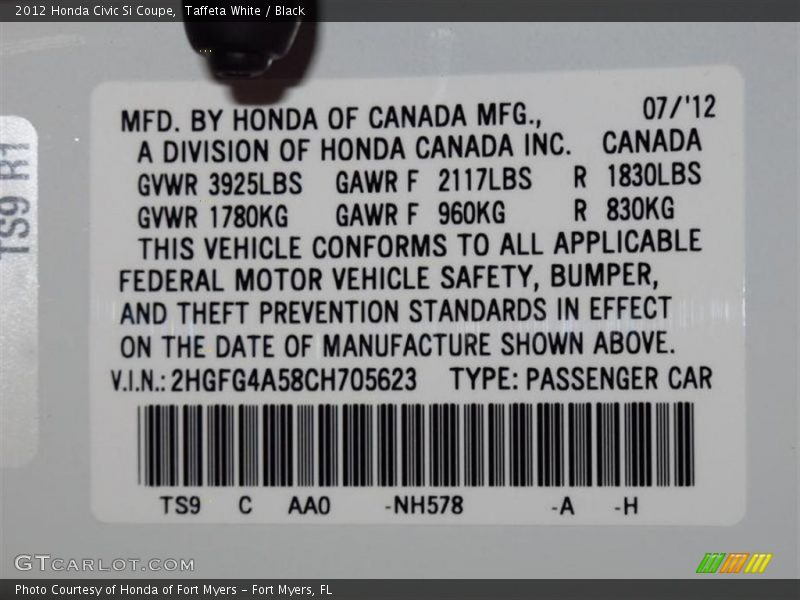 2012 Honda Civic Si Coupe, Taffeta White / Black
MFD. BY HONDA OF CANADA MFG., 07/'12
A DIVISION OF HONDA CANADA INC. CANADA
GVWR 3925LBS GAWR F 2117LBS R 1830LBS
GVWR 1780KG GAWR F 960KG R 830KG
THIS VEHICLE CONFORMS TO ALL APPLICABLE
FEDERAL MOTOR VEHICLE SAFETY, BUMPER,
AND THEFT PREVENTION STANDARDS IN EFFECT
ON THE DATE OF MANUFACTURE SHOWN ABOVE.
V.I.N.: 2HGFG4A58CH705623 TYPE: PASSENGER CAR
TS9 C AA0 -NH578 -A -H
TS9 R1
GTCARLOT.COM
Photo Courtesy of Honda of Fort Myers - Fort Myers, FL